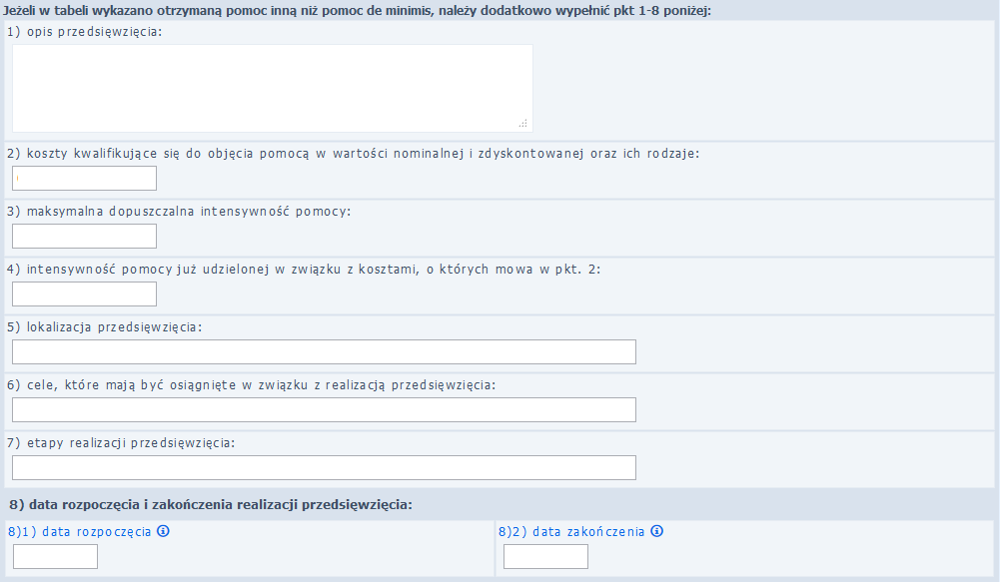 Jeżeli w tabeli wykazano otrzymaną pomoc inną niż pomoc de minimis, należy dodatkowo wypełnić pkt 1-8 poniżej:
1) opis przedsięwzięcia:
2) koszty kwalifikujące się do objęcia pomocą w wartości nominalnej i zdyskontowanej oraz ich rodzaje:
3) maksymalna dopuszczalna intensywność pomocy:
4) intensywność pomocy już udzielonej w związku z kosztami, o których mowa w pkt. 2:
5) lokalizacja przedsięwzięcia:
6) cele, które mają być osiągnięte w związku z realizacją przedsięwzięcia:
7) etapy realizacji przedsięwzięcia:
8) data rozpoczęcia i zakończenia realizacji przedsięwzięcia:
8)1) data rozpoczęcia
8)2) data zakończenia